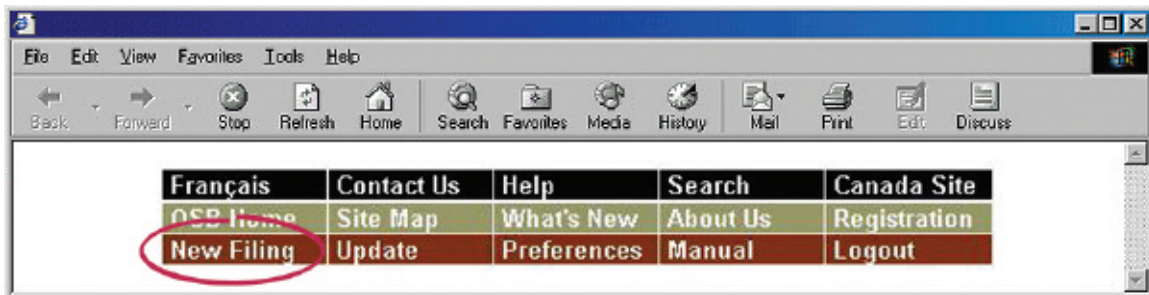 File Edit View Favorites Tools Help
Back Forward Stop Refresh Home Search Favorites Media History Mail Print Edit Discuss
Français Contact Us Help Search Canada Site
OSB Home Site Map What's New About Us Registration
New Filing Update Preferences Manual Logout